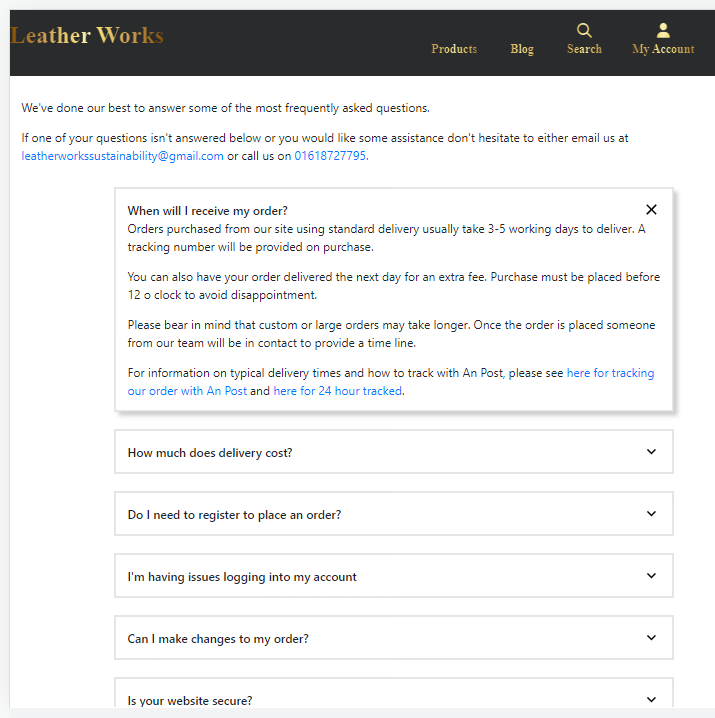 Leather Works
Products Blog Search My Account
We've done our best to answer some of the most frequently asked questions.
If one of your questions isn't answered below or you would like some assistance don't hesitate to either email us at
leatherworkssustainability@gmail.com or call us on 01618727795.
When will I receive my order?
Orders purchased from our site using standard delivery usually take 3-5 working days to deliver. A
tracking number will be provided on purchase.
You can also have your order delivered the next day for an extra fee. Purchase must be placed before
12 o clock to avoid disappointment.
Please bear in mind that custom or large orders may take longer. Once the order is placed someone
from our team will be in contact to provide a time line.
For information on typical delivery times and how to track with An Post, please see here for tracking
our order with An Post and here for 24 hour tracked.
How much does delivery cost?
Do I need to register to place an order?
I'm having issues logging into my account
Can I make changes to my order?
Is your website secure?